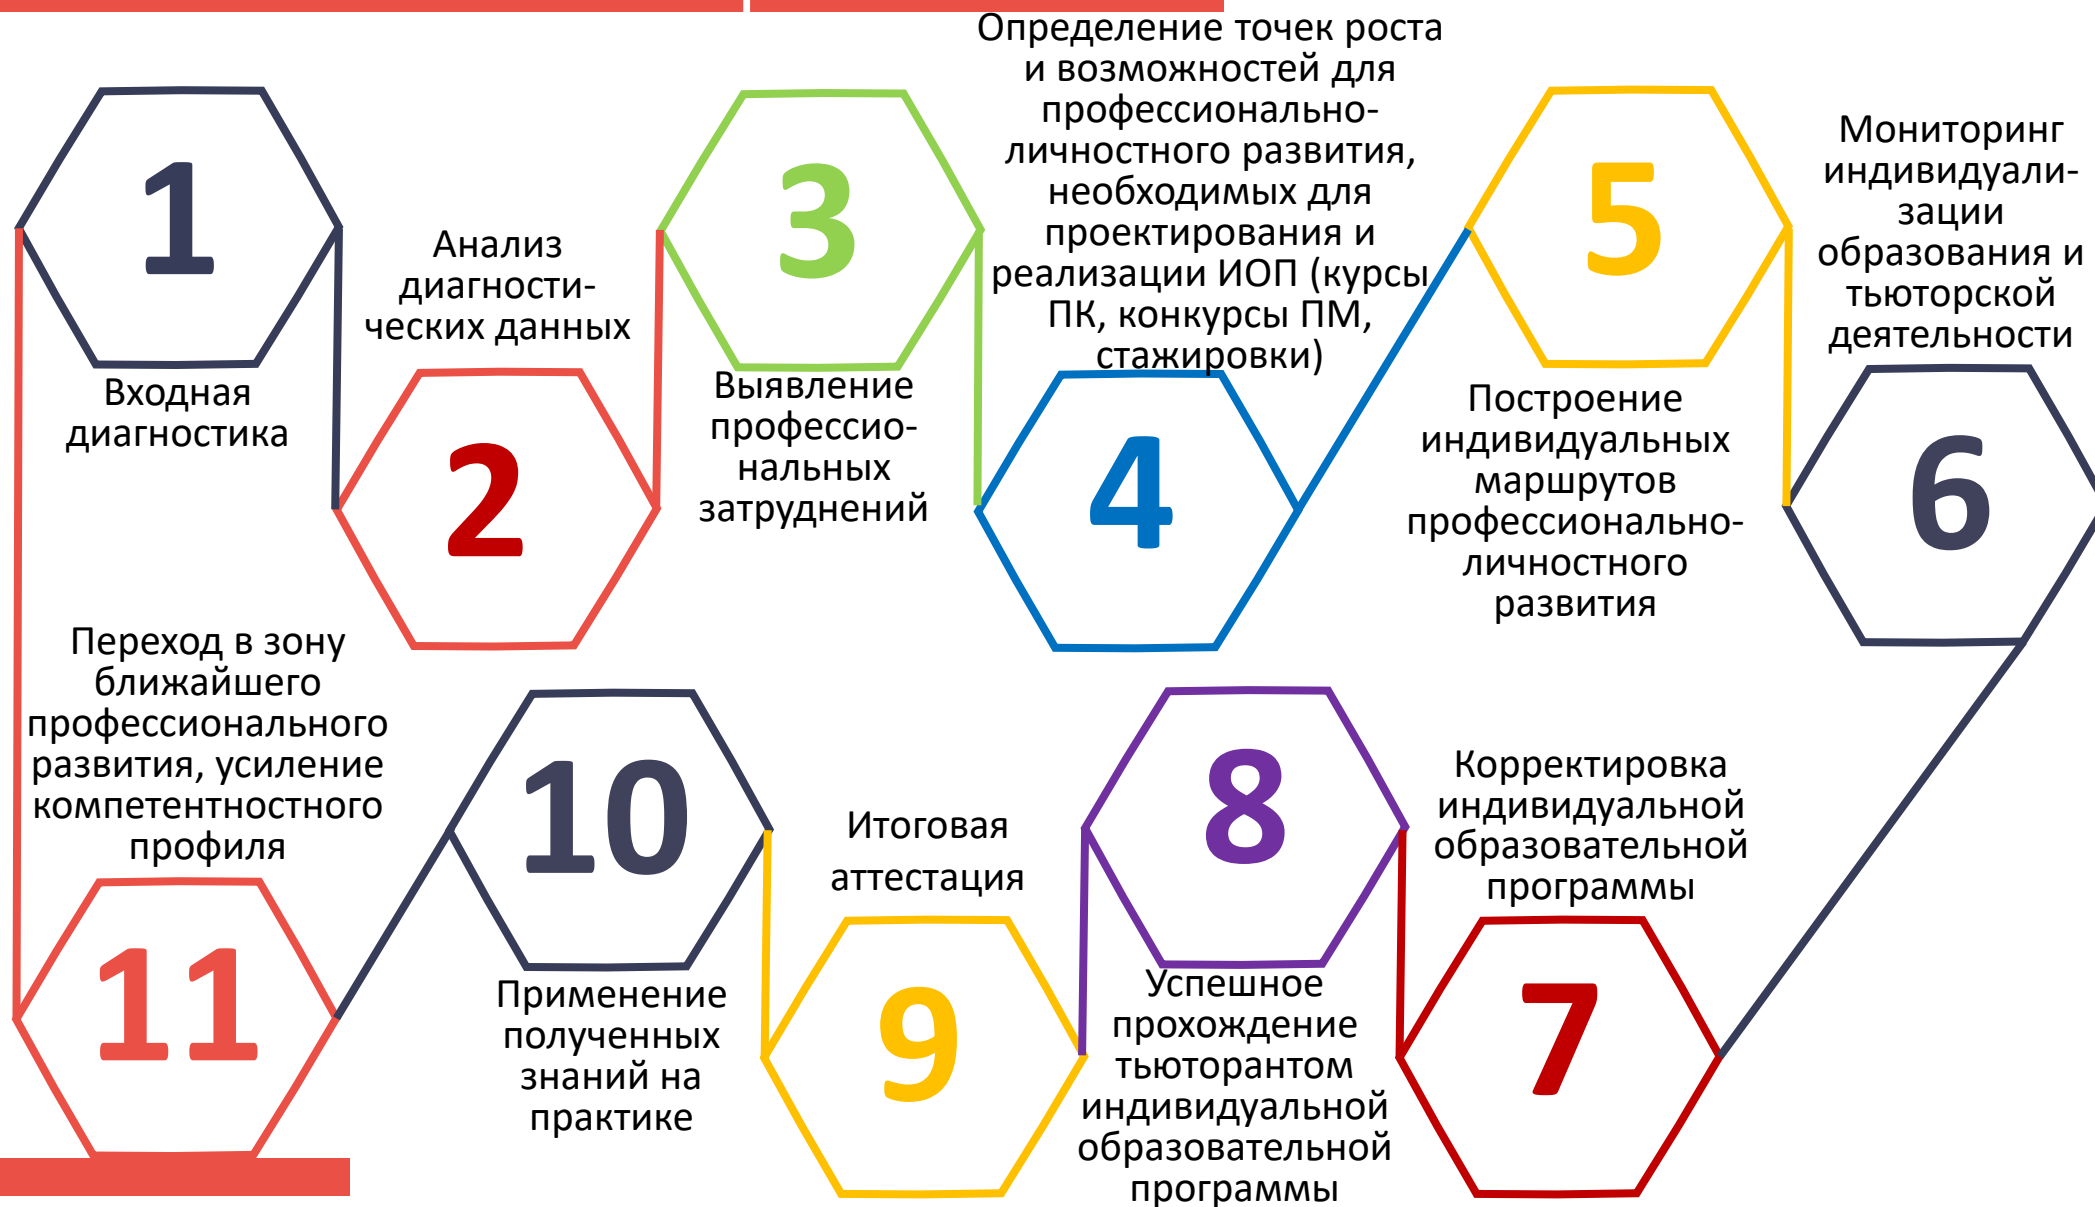 1
Входная
диагностика
Анализ
диагности-
ческих данных
2
3
Выявление
профессио-
нальных
затруднений
Определение точек роста
и возможностей для
профессионально-
личностного развития,
необходимых для
проектирования и
реализации ИОП (курсы
ПК, конкурсы ПМ,
стажировки)
4
5
Построение
индивидуальных
маршрутов
профессионально-
личностного
развития
Мониторинг
индивидуали-
зации
образования и
тьюторской
деятельности
6
Корректировка
индивидуальной
образовательной
программы
7
8
Успешное
прохождение
тьюторантом
индивидуальной
образовательной
программы
Итоговая
аттестация
9
10
Применение
полученных
знаний на
практике
Переход в зону
ближайшего
профессионального
развития, усиление
компетентностного
профиля
11